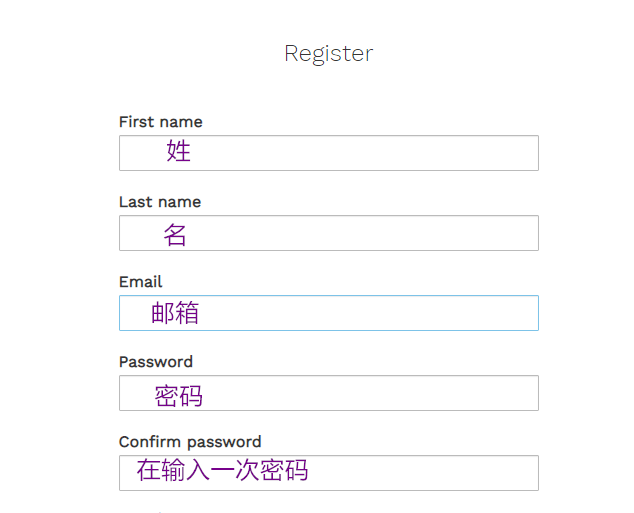 Register
First name
姓
Last name
名
Email
邮箱
Password
密码
Confirm password
在输入一次密码